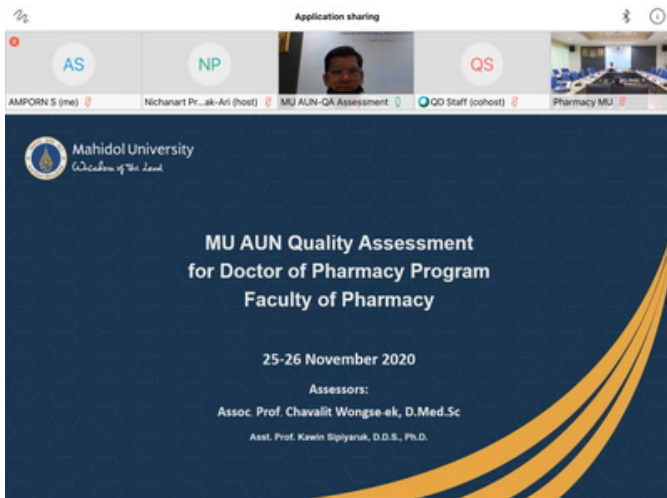 Application sharing
AS
NP
QS
AMPORN S (me)
Nichanart Pr...ak-Ari (host)
MU AUN-QA Assessment
QD Staff (cohost)
Pharmacy MU
Mahidol University
Wisdom of the Land
MU AUN Quality Assessment
for Doctor of Pharmacy Program
Faculty of Pharmacy
25-26 November 2020
Assessors:
Assoc. Prof. Chavalit Wongse-ek, D.Med.Sc
Asst. Prof. Kawin Sipiyaruk, D.D.S., Ph.D.